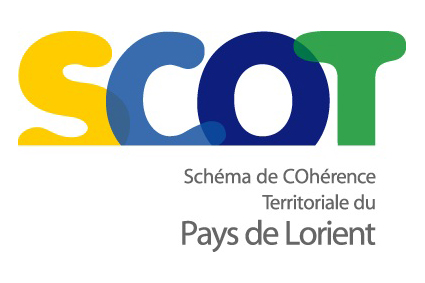 SCOT
Schéma de COhérence
Territoriale du
Pays de Lorient